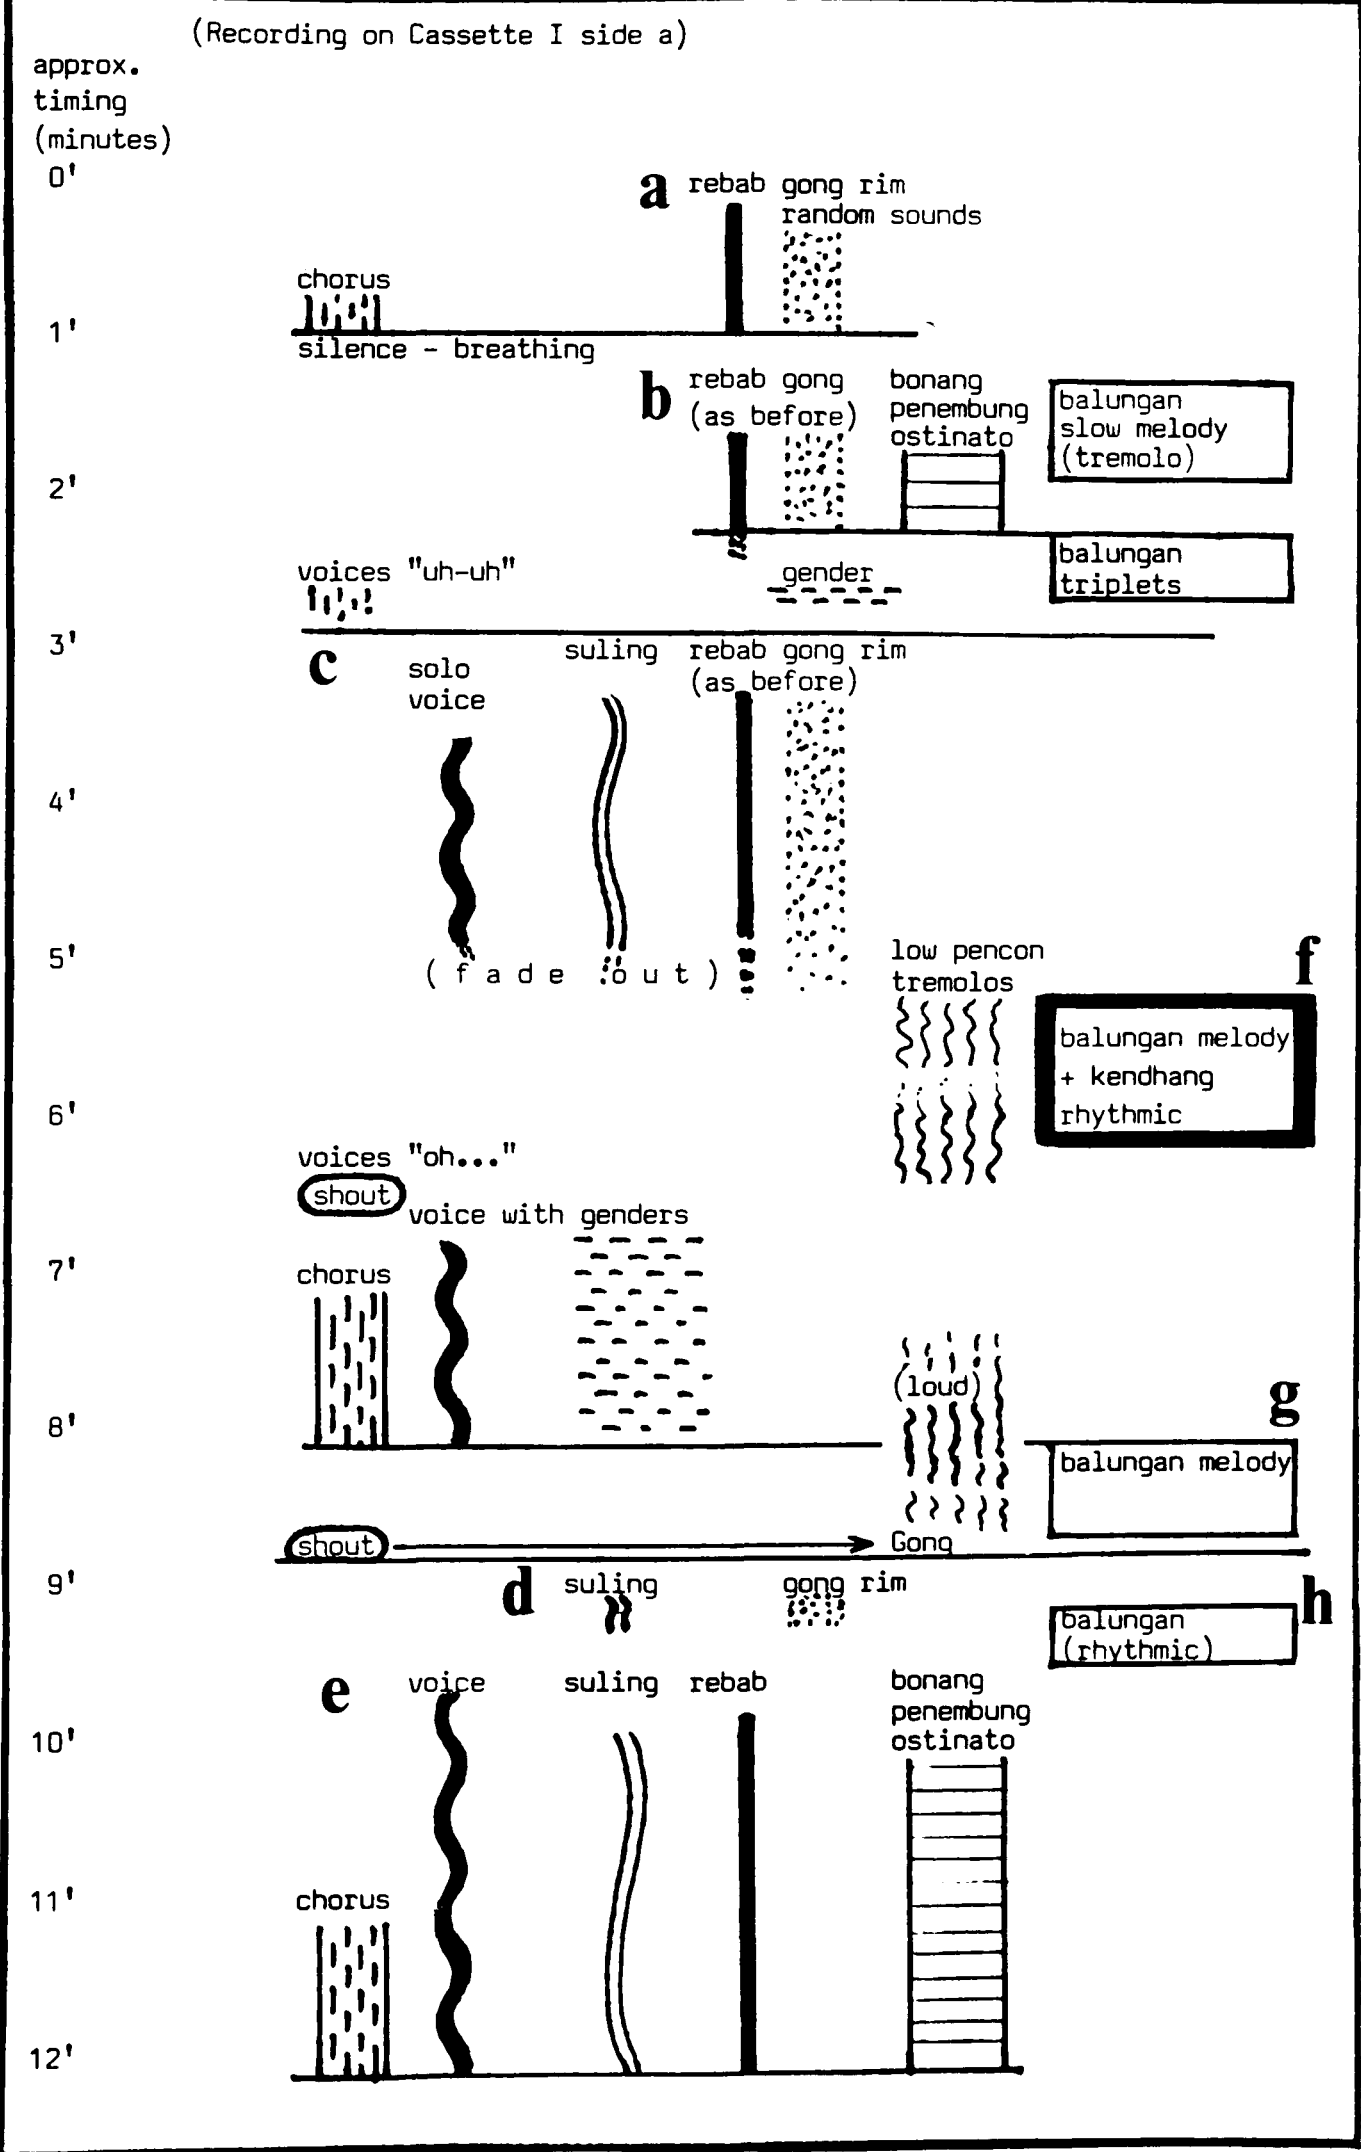 (Recording on Cassette I side a)
approx.
timing
(minutes)
0'
a rebab gong rim
random sounds
chorus
1'
silence - breathing
b rebab gong
(as before)
bonang
penembung
ostinato
balungan
slow melody
(tremolo)
2'
balungan
triplets
voices "uh-uh"
gender
3'
c
solo
voice
suling
rebab gong rim
(as before)
4'
5'
(fade out)
low pencon
tremolos
f
balungan melody
+ kendhang
rhythmic
6'
voices "oh..."
shout
voice with genders
7'
chorus
(loud)
g
8'
balungan melody
shout
Gong
9'
d
suling
gong rim
h
balungan
(rhythmic)
e
voice
suling
rebab
bonang
penembung
ostinato
10'
11'
chorus
12'